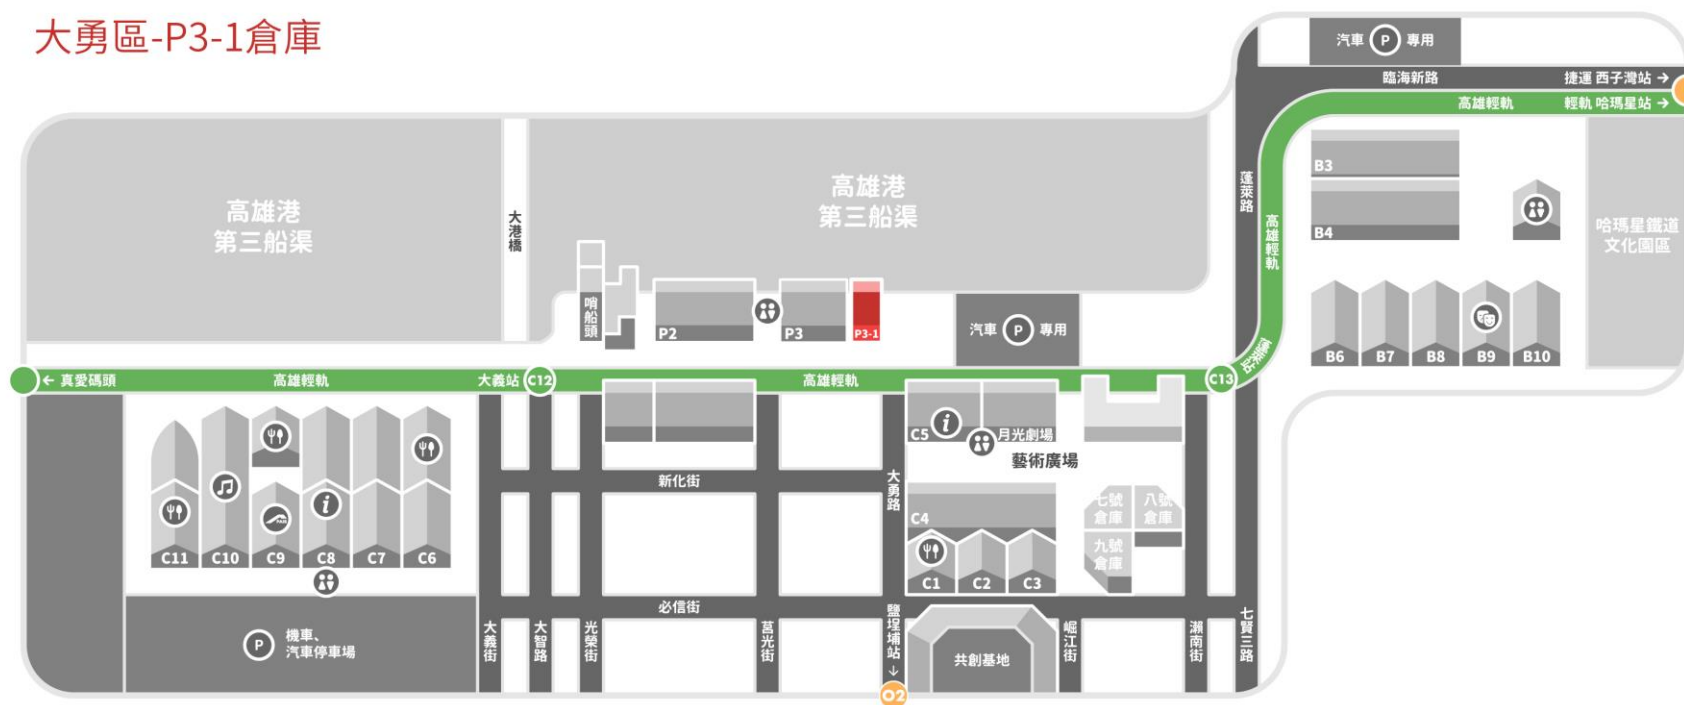 大勇區-P3-1倉庫
汽車 P 專用
臨海新路
捷運 西子灣站 →
高雄輕軌
輕軌 哈瑪星站 →
高雄港
第三船渠
大港橋
高雄港
第三船渠
蓬萊路
高雄輕軌
B3
B4
哈瑪星鐵道
文化園區
哨船頭
P2
P3
P3-1
汽車 P 專用
蓬萊站
B6
B7
B8
B9
B10
← 真愛碼頭
高雄輕軌
大義站
C12
高雄輕軌
C13
C5
i
月光劇場
藝術廣場
新化街
大勇路
C4
七號
倉庫
八號
倉庫
九號
倉庫
i
C11
C10
C9
C8
C7
C6
C1
C2
C3
必信街
P
機車、
汽車停車場
大義街
大智路
光榮街
莒光街
鹽埕埔站
↓
O2
共創基地
崛江街
瀨南街
七賢三路